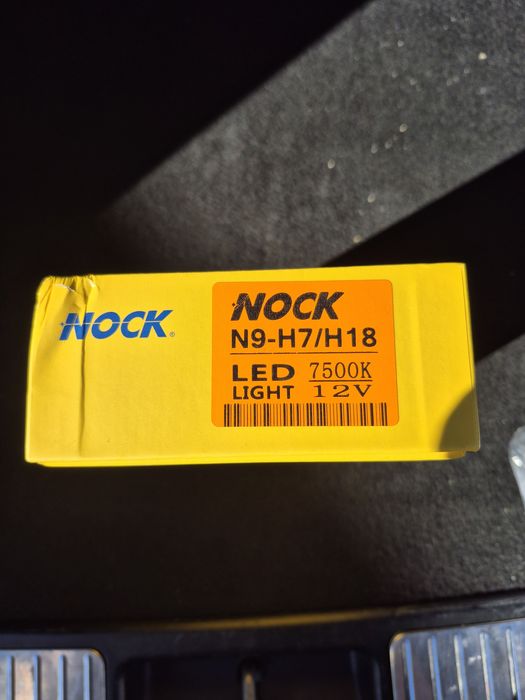 NOCK®
NOCK
N9-H7/H18
LED 7500K
LIGHT 12V